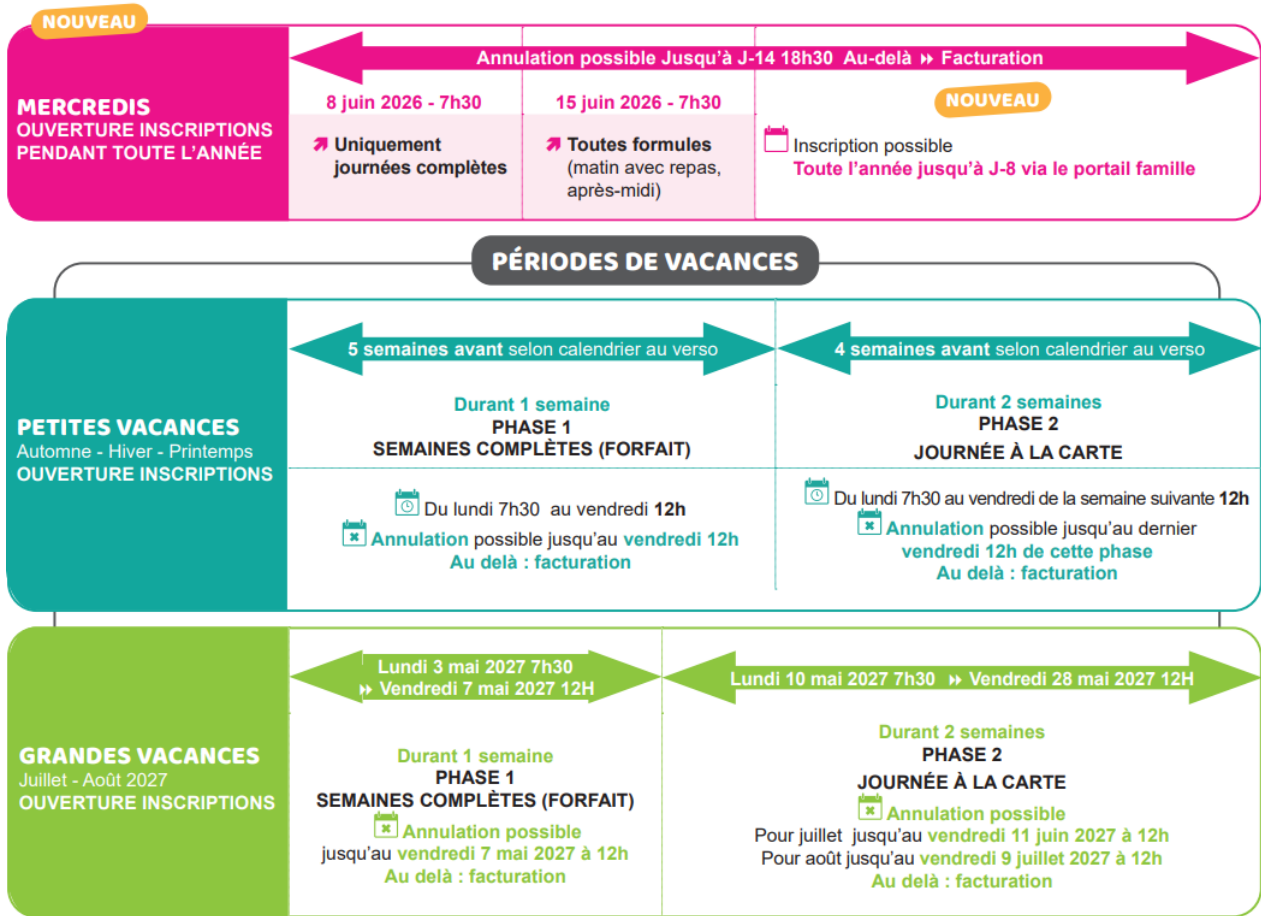 NOUVEAU
Annulation possible Jusqu'à J-14 18h30 Au-delà » Facturation
MERCREDIS
OUVERTURE INSCRIPTIONS
PENDANT TOUTE L'ANNÉE
8 juin 2026 - 7h30
Uniquement
journées complètes
15 juin 2026 - 7h30
Toutes formules
(matin avec repas,
après-midi)
NOUVEAU
Inscription possible
Toute l'année jusqu'à J-8 via le portail famille
PÉRIODES DE VACANCES
PETITES VACANCES
Automne - Hiver - Printemps
OUVERTURE INSCRIPTIONS
5 semaines avant selon calendrier au verso
Durant 1 semaine
PHASE 1
SEMAINES COMPLÈTES (FORFAIT)
Du lundi 7h30 au vendredi 12h
Annulation possible jusqu'au vendredi 12h
Au delà : facturation
4 semaines avant selon calendrier au verso
Durant 2 semaines
PHASE 2
JOURNÉE À LA CARTE
Du lundi 7h30 au vendredi de la semaine suivante 12h
Annulation possible jusqu'au dernier
vendredi 12h de cette phase
Au delà : facturation
GRANDES VACANCES
Juillet - Août 2027
OUVERTURE INSCRIPTIONS
Lundi 3 mai 2027 7h30
» Vendredi 7 mai 2027 12H
Durant 1 semaine
PHASE 1
SEMAINES COMPLÈTES (FORFAIT)
Annulation possible
jusqu'au vendredi 7 mai 2027 à 12h
Au delà : facturation
Lundi 10 mai 2027 7h30 » Vendredi 28 mai 2027 12H
Durant 2 semaines
PHASE 2
JOURNÉE À LA CARTE
Annulation possible
Pour juillet jusqu'au vendredi 11 juin 2027 à 12h
Pour août jusqu'au vendredi 9 juillet 2027 à 12h
Au delà : facturation